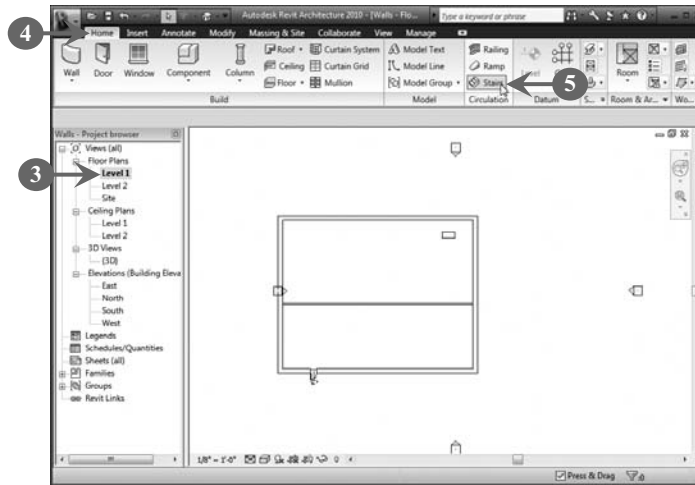 Autodesk Revit Architecture 2010 - [Walls - Flo...
Type a keyword or phrase
4
Home Insert Annotate Modify Massing & Site Collaborate View Manage
Wall
Door
Window
Component
Column
Roof
Ceiling
Floor
Curtain System
Curtain Grid
Mullion
Model Text
Model Line
Model Group
Railing
Ramp
Stairs
5
Level
Room
Build
Model
Circulation
Datum
S...
Room & Ar...
Wo...
Walls - Project browser
Views (all)
Floor Plans
3
Level 1
Level 2
Site
Ceiling Plans
Level 1
Level 2
3D Views
{3D}
Elevations (Building Eleva
East
North
South
West
Legends
Schedules/Quantities
Sheets (all)
Families
Groups
Revit Links
1/8" = 1'-0"
Press & Drag
:0